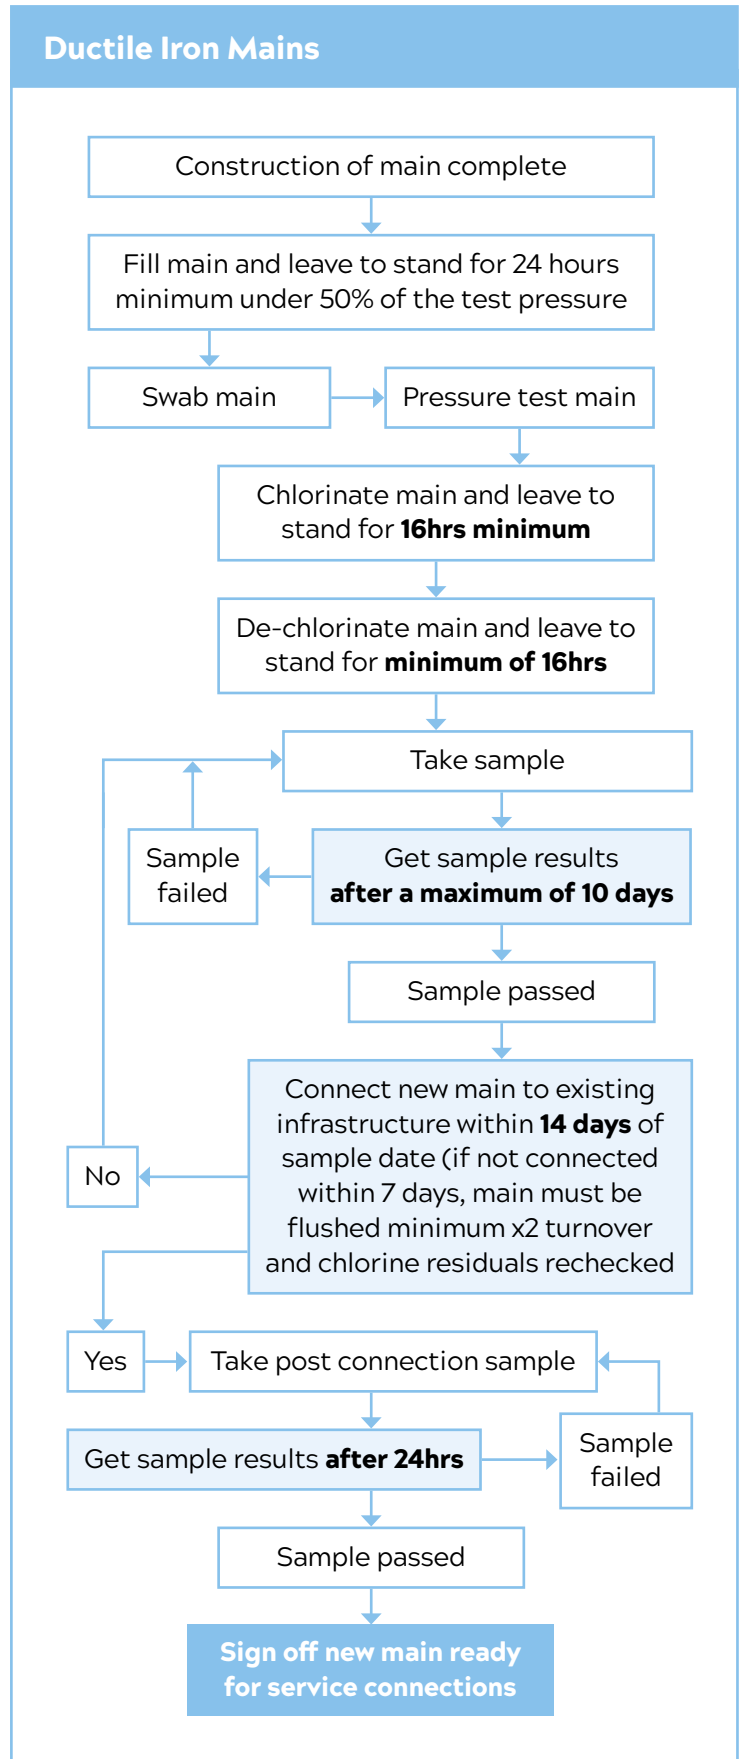 Ductile Iron Mains
Construction of main complete
Fill main and leave to stand for 24 hours
minimum under 50% of the test pressure
Swab main
Pressure test main
Chlorinate main and leave to
stand for 16hrs minimum
De-chlorinate main and leave to
stand for minimum of 16hrs
Take sample
Sample
failed
Get sample results
after a maximum of 10 days
Sample passed
Connect new main to existing
infrastructure within 14 days of
sample date (if not connected
within 7 days, main must be
flushed minimum x2 turnover
and chlorine residuals rechecked
No
Yes
Take post connection sample
Get sample results after 24hrs
Sample
failed
Sample passed
Sign off new main ready
for service connections